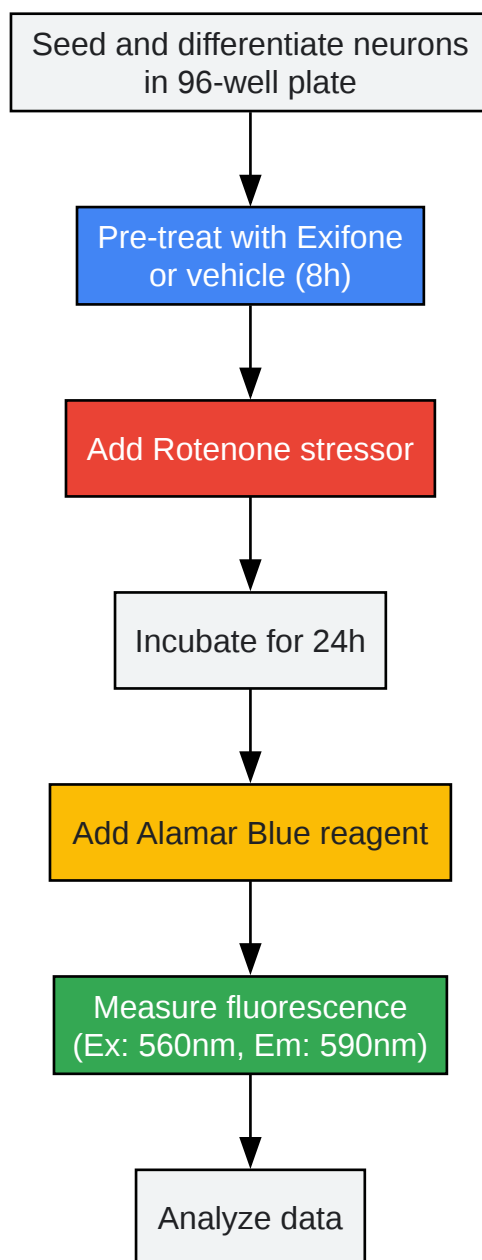 Seed and differentiate neurons
in 96-well plate
Pre-treat with Exifone
or vehicle (8h)
Add Rotenone stressor
Incubate for 24h
Add Alamar Blue reagent
Measure fluorescence
(Ex: 560nm, Em: 590nm)
Analyze data